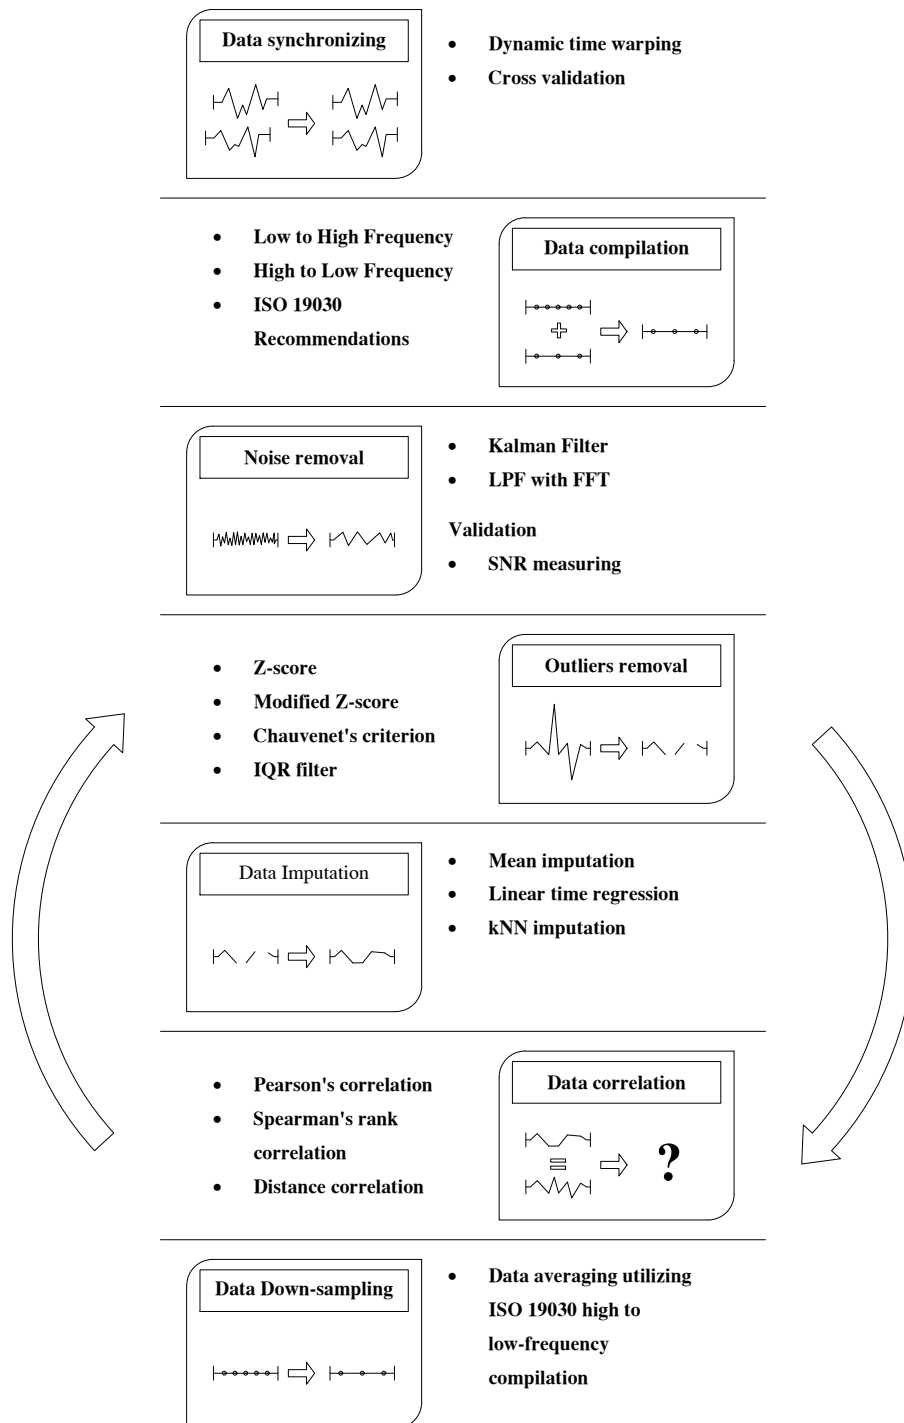 Data synchronizing
• Dynamic time warping
• Cross validation
• Low to High Frequency
• High to Low Frequency
• ISO 19030
Recommendations
Data compilation
Noise removal
• Kalman Filter
• LPF with FFT
Validation
• SNR measuring
• Z-score
• Modified Z-score
• Chauvenet's criterion
• IQR filter
Outliers removal
Data Imputation
• Mean imputation
• Linear time regression
• kNN imputation
• Pearson's correlation
• Spearman's rank
correlation
• Distance correlation
Data correlation
?
Data Down-sampling
• Data averaging utilizing
ISO 19030 high to
low-frequency
compilation